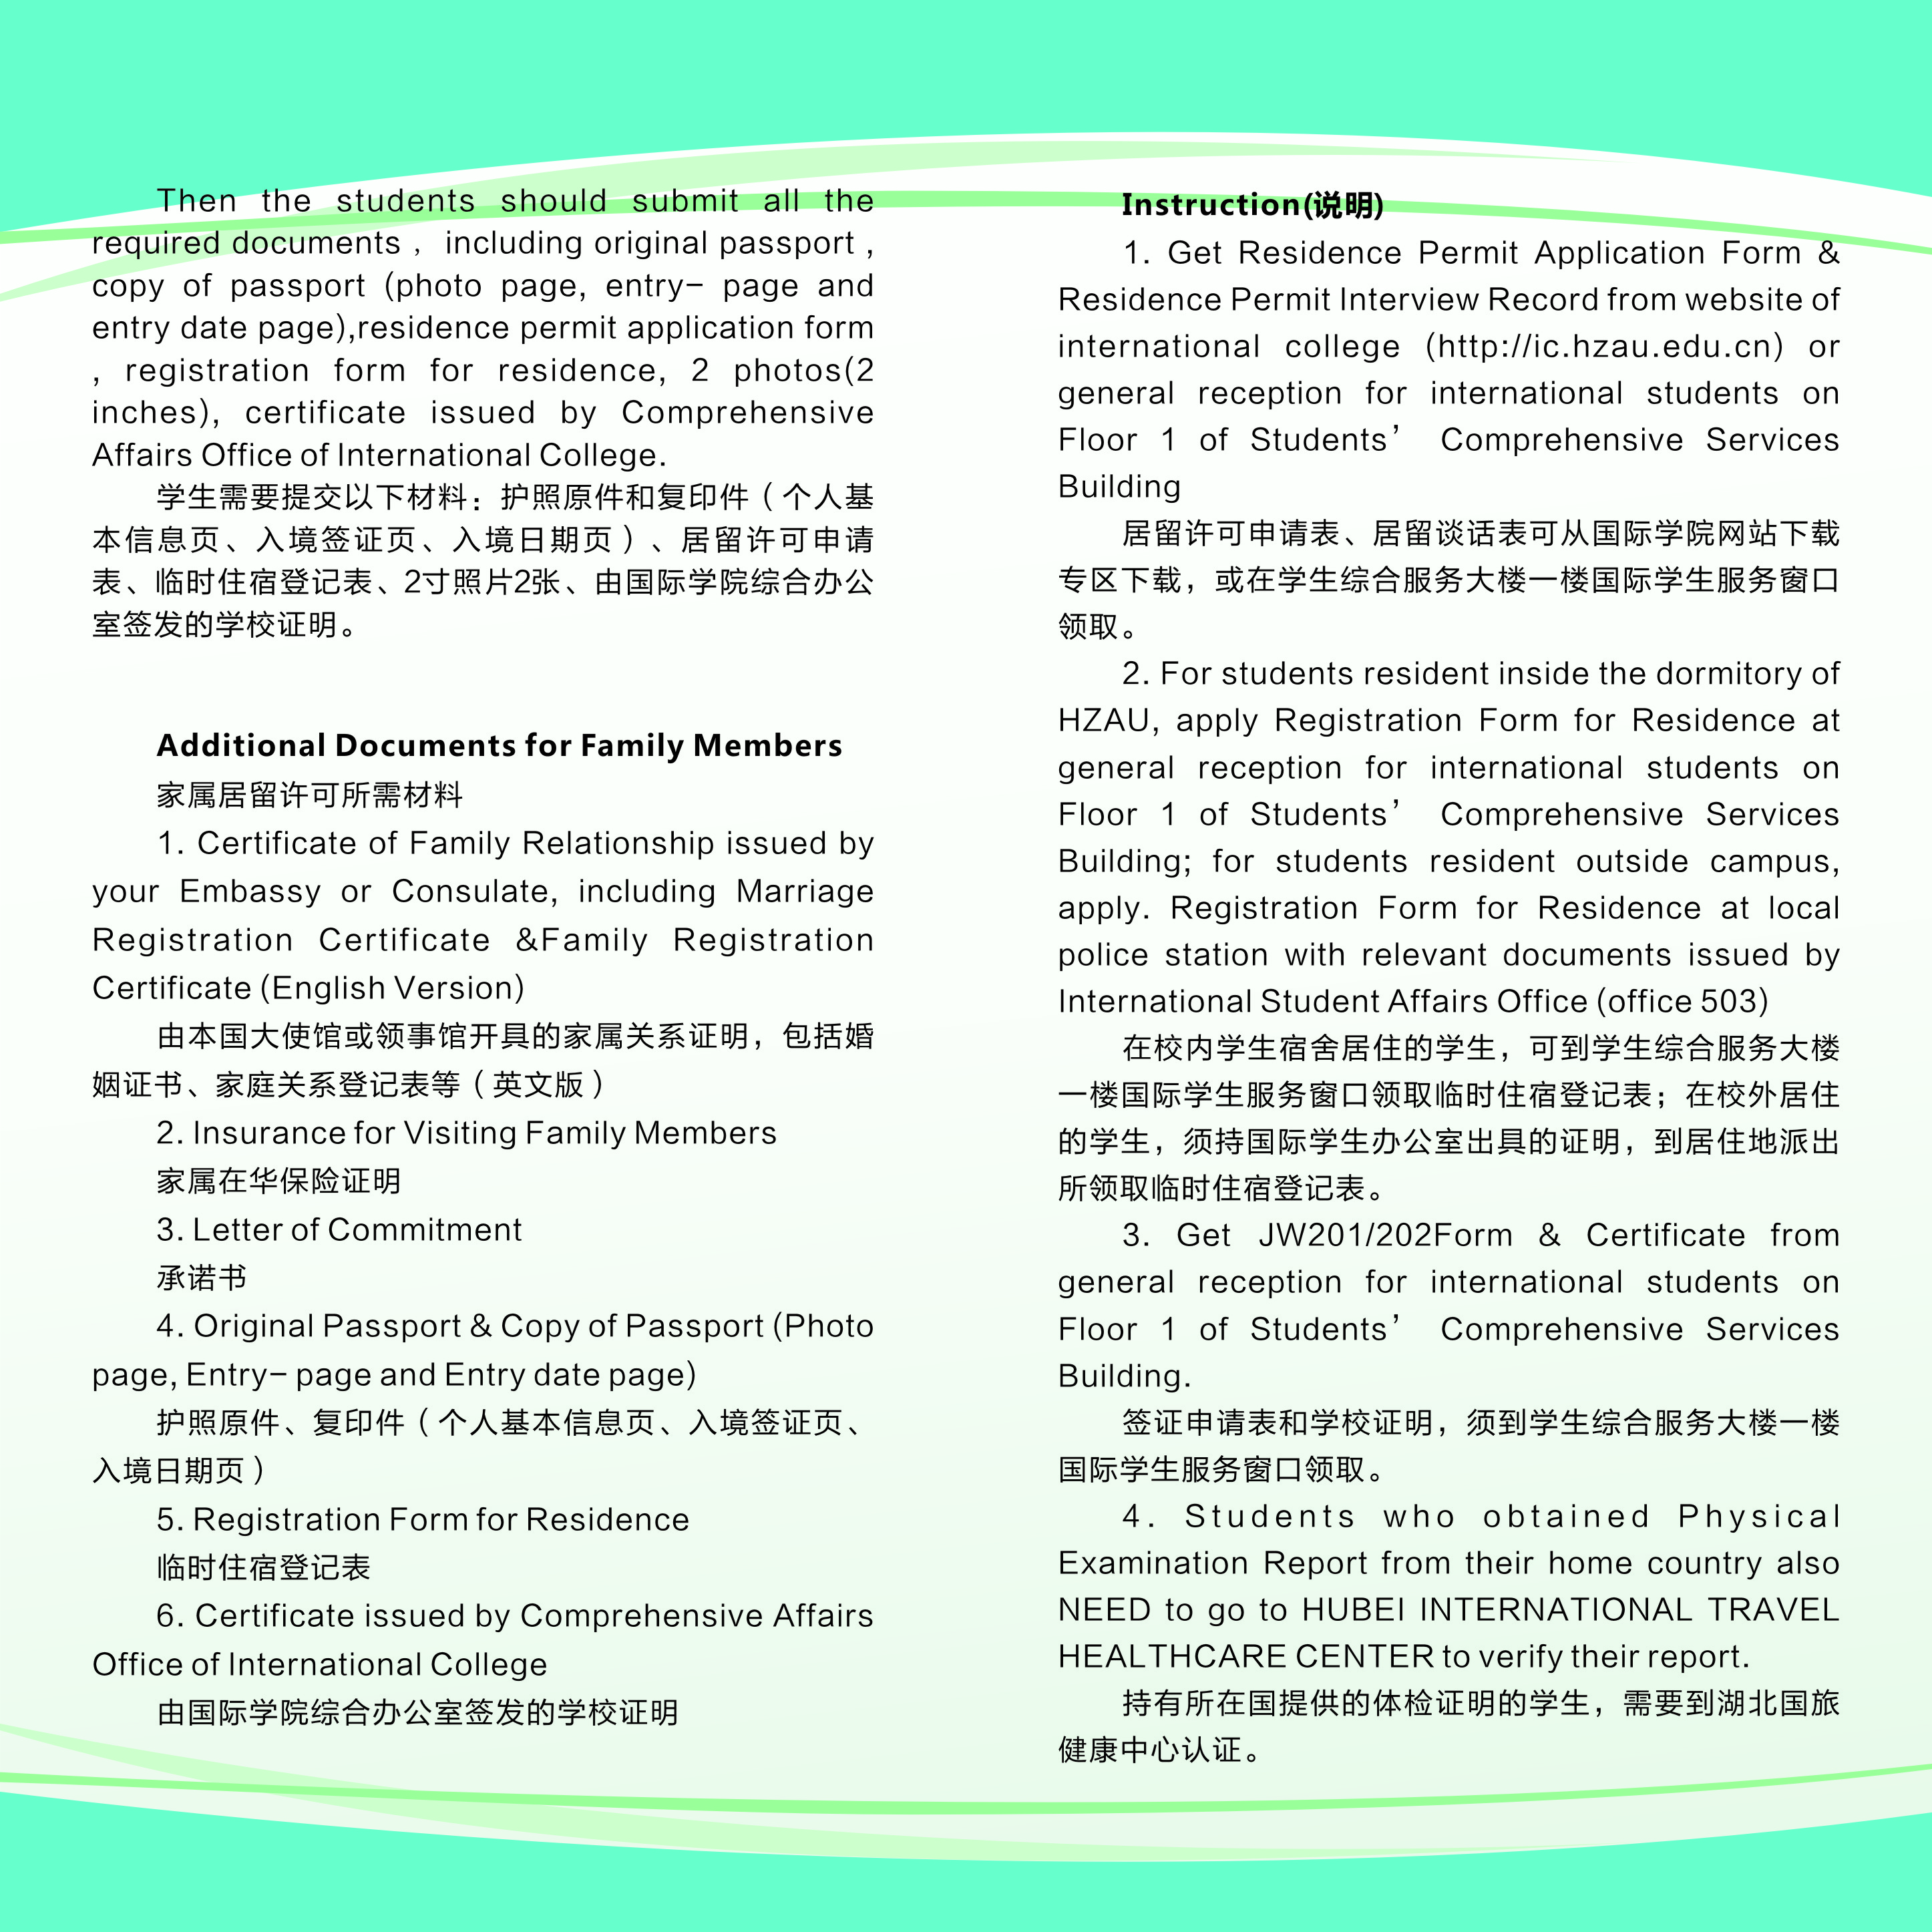 Then the students should submit all the
required documents ,  including original passport ,
copy of passport (photo page, entry- page and
entry date page),residence permit application form
, registration form for residence, 2 photos(2
inches), certificate issued by Comprehensive
Affairs Office of International College.
学生需要提交以下材料：护照原件和复印件（个人基
本信息页、入境签证页、入境日期页）、居留许可申请
表、临时住宿登记表、2寸照片2张、由国际学院综合办公
室签发的学校证明。
Additional Documents for Family Members
家属居留许可所需材料
1. Certificate of Family Relationship issued by
your Embassy or Consulate, including Marriage
Registration Certificate &Family Registration
Certificate (English Version)
由本国大使馆或领事馆开具的家属关系证明，包括婚
姻证书、家庭关系登记表等（英文版）
2. Insurance for Visiting Family Members
家属在华保险证明
3. Letter of Commitment
承诺书
4. Original Passport & Copy of Passport (Photo
page, Entry- page and Entry date page)
护照原件、复印件（个人基本信息页、入境签证页、
入境日期页）
5. Registration Form for Residence
临时住宿登记表
6. Certificate issued by Comprehensive Affairs
Office of International College
由国际学院综合办公室签发的学校证明
Instruction(说明)
1. Get Residence Permit Application Form &
Residence Permit Interview Record from website of
international college (http://ic.hzau.edu.cn) or
general reception for international students on
Floor 1 of Students’ Comprehensive Services
Building
居留许可申请表、居留谈话表可从国际学院网站下载
专区下载，或在学生综合服务大楼一楼国际学生服务窗口
领取。
2. For students resident inside the dormitory of
HZAU, apply Registration Form for Residence at
general reception for international students on
Floor 1 of Students’ Comprehensive Services
Building; for students resident outside campus,
apply. Registration Form for Residence at local
police station with relevant documents issued by
International Student Affairs Office (office 503)
在校内学生宿舍居住的学生，可到学生综合服务大楼
一楼国际学生服务窗口领取临时住宿登记表；在校外居住
的学生，须持国际学生办公室出具的证明，到居住地派出
所领取临时住宿登记表。
3. Get JW201/202Form & Certificate from
general reception for international students on
Floor 1 of Students’ Comprehensive Services
Building.
签证申请表和学校证明，须到学生综合服务大楼一楼
国际学生服务窗口领取。
4. Students who obtained Physical
Examination Report from their home country also
NEED to go to HUBEI INTERNATIONAL TRAVEL
HEALTHCARE CENTER to verify their report.
持有所在国提供的体检证明的学生，需要到湖北国旅
健康中心认证。